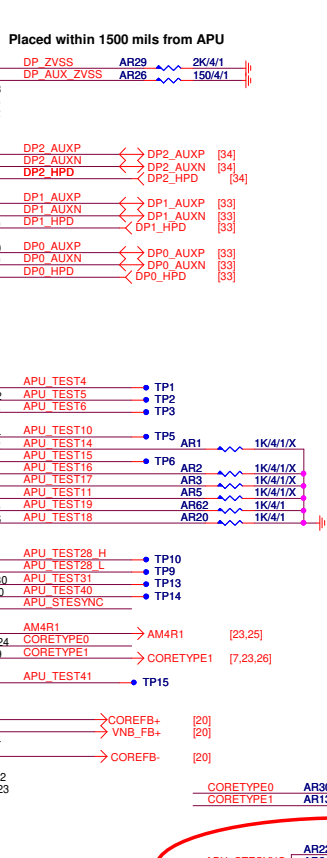 Placed within 1500 mils from APU
DP_ZVSS AR29 2K/4/1
DP_AUX_ZVSS AR26 150/4/1
DP2_AUXP DP2_AUXP [34]
DP2_AUXN DP2_AUXN [34]
DP2_HPD DP2_HPD [34]
DP1_AUXP DP1_AUXP [33]
DP1_AUXN DP1_AUXN [33]
DP1_HPD DP1_HPD [33]
DP0_AUXP DP0_AUXP [33]
DP0_AUXN DP0_AUXN [33]
DP0_HPD DP0_HPD [33]
APU_TEST4 TP1
APU_TEST5 TP2
APU_TEST6 TP3
APU_TEST10 TP5
APU_TEST14 AR1 1K/4/1/X
APU_TEST15 TP6
APU_TEST16 AR2 1K/4/1/X
APU_TEST17 AR3 1K/4/1/X
APU_TEST11 AR5 1K/4/1/X
APU_TEST19 AR62 1K/4/1
APU_TEST18 AR20 1K/4/1
APU_TEST28_H TP10
APU_TEST28_L TP9
APU_TEST31 TP13
APU_TEST40 TP14
APU_STESYNC
AM4R1 AM4R1 [23,25]
24 CORETYPE0
CORETYPE1 CORETYPE1 [7,23,26]
APU_TEST41 TP15
COREFB+ [20]
VNB_FB+ [20]
COREFB- [20]
2
23
CORETYPE0
CORETYPE1 AR13
AR22